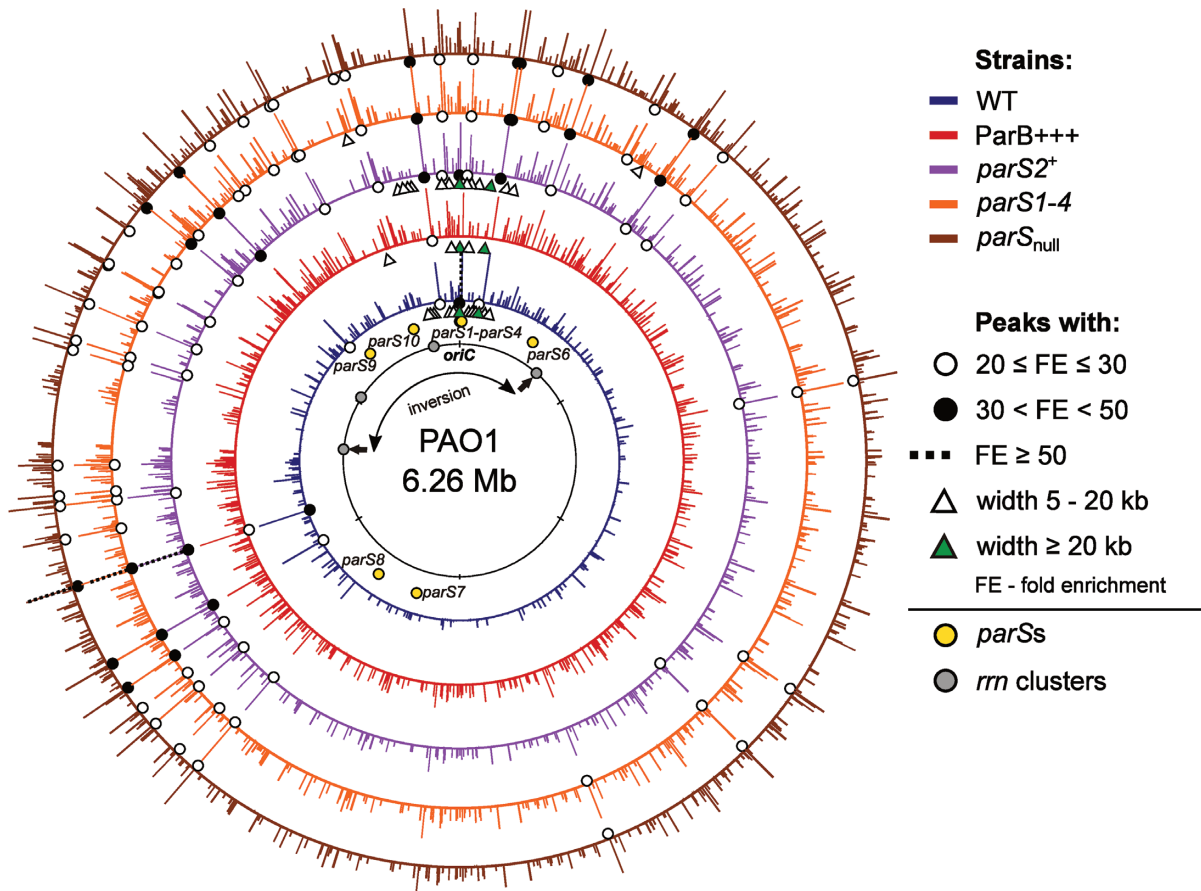 Strains:
WT
ParB+++
parS2⁺
parS1-4
parSnull
Peaks with:
20 ≤ FE ≤ 30
30 < FE < 50
FE ≥ 50
width 5 - 20 kb
width ≥ 20 kb
FE - fold enrichment
parSs
rrn clusters
parS1-parS4
parS10
oriC
parS6
parS9
inversion
PAO1
6.26 Mb
parS8
parS7